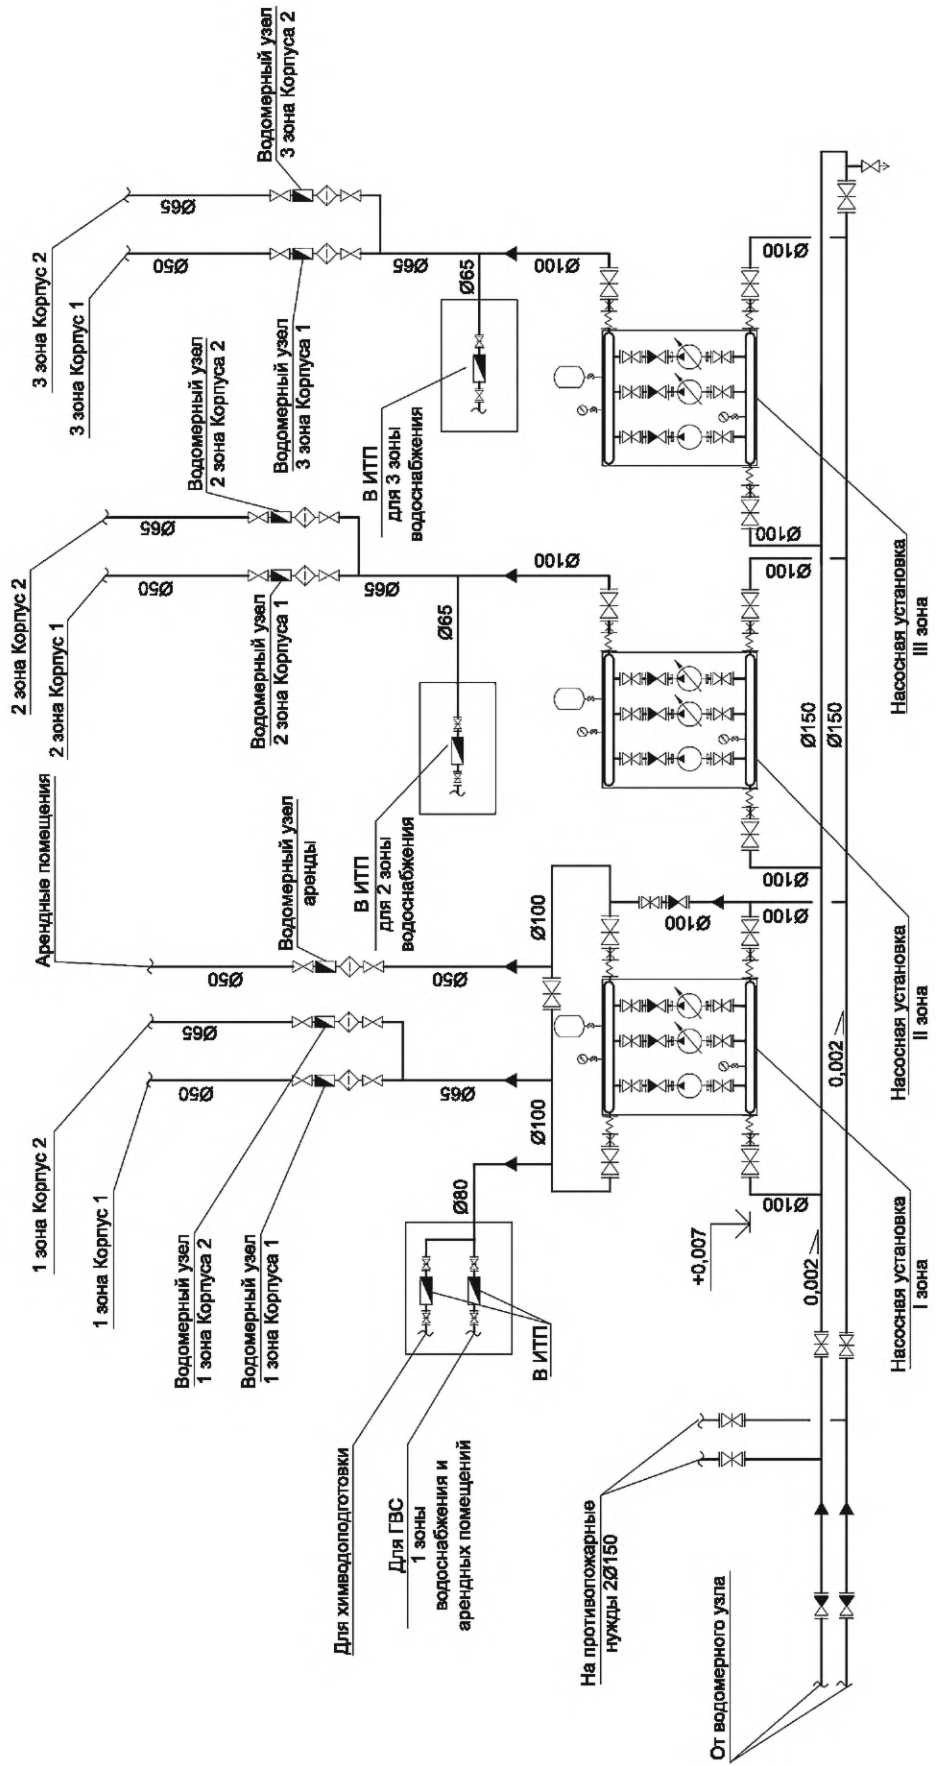 1 зона Корпус 2
1 зона Корпус 1
Водомерный узел
1 зона Корпуса 2
Водомерный узел
1 зона Корпуса 1
Для химводоподготовки
Для ГВС
1 зоны
водоснабжения и
арендных помещений
В ИТП
На противопожарные
нужды 2Ø150
От водомерного узла
Арендные помещения
Водомерный узел
аренды
В ИТП
для 2 зоны
водоснабжения
2 зона Корпус 2
2 зона Корпус 1
Водомерный узел
2 зона Корпуса 2
Водомерный узел
2 зона Корпуса 1
3 зона Корпус 2
3 зона Корпус 1
Водомерный узел
3 зона Корпуса 2
Водомерный узел
3 зона Корпуса 1
В ИТП
для 3 зоны
водоснабжения
Ø50
Ø65
Ø50
Ø50
Ø65
Ø50
Ø65
Ø65
Ø50
Ø65
Ø65
Ø65
Ø65
Ø80
Ø100
Ø100
Ø100
Ø100
Ø100
Ø100
Ø100
Ø100
Ø100
Ø100
Ø100
+0,007
0,002
0,002
Ø150
Ø150
Насосная установка
I зона
Насосная установка
II зона
Насосная установка
III зона